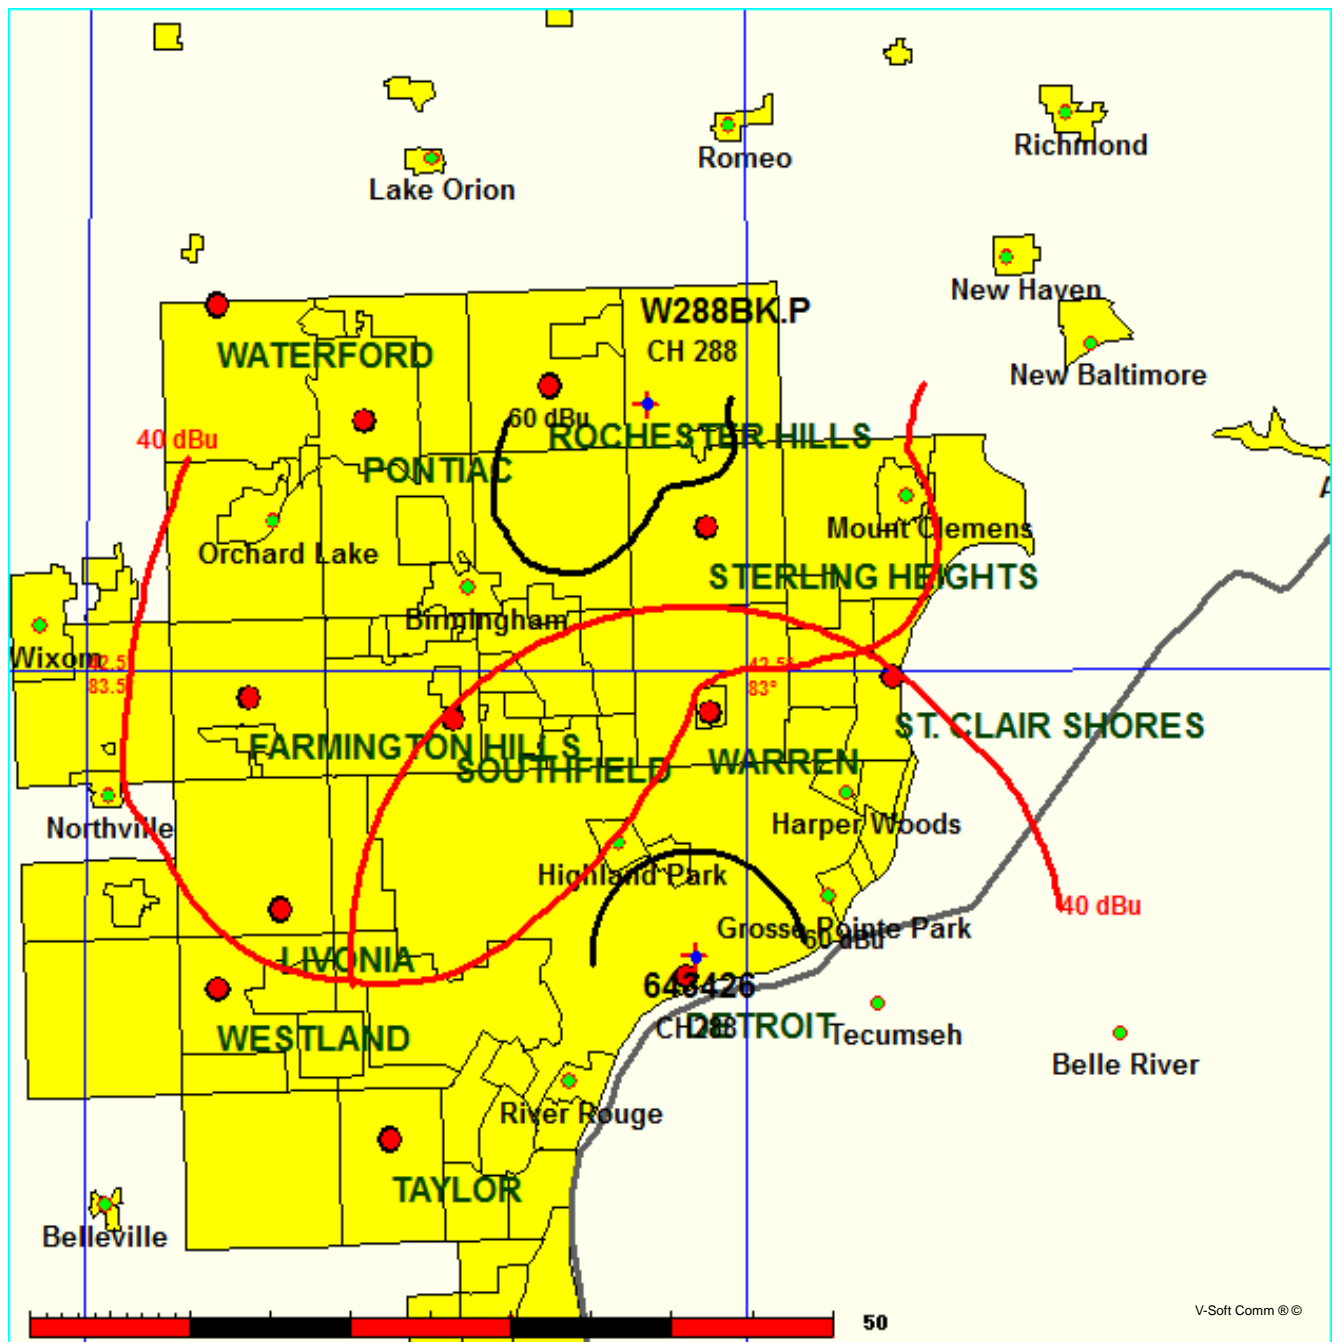 Romeo
Richmond
Lake Orion
New Haven
W288BK.P
CH 288
WATERFORD
New Baltimore
60 dBu
ROCHESTER HILLS
40 dBu
PONTIAC
Mount Clemens
Orchard Lake
STERLING HEIGHTS
Birmingham
Wixom
42.5
83.5
42.5°
83°
ST. CLAIR SHORES
FARMINGTON HILLS
SOUTHFIELD
WARREN
Northville
Harper Woods
Highland Park
40 dBu
Grosse Pointe Park
60 dBu
LIVONIA
643426
CH288
DETROIT
Tecumseh
WESTLAND
Belle River
River Rouge
TAYLOR
Belleville
V-Soft Comm ® ©
50